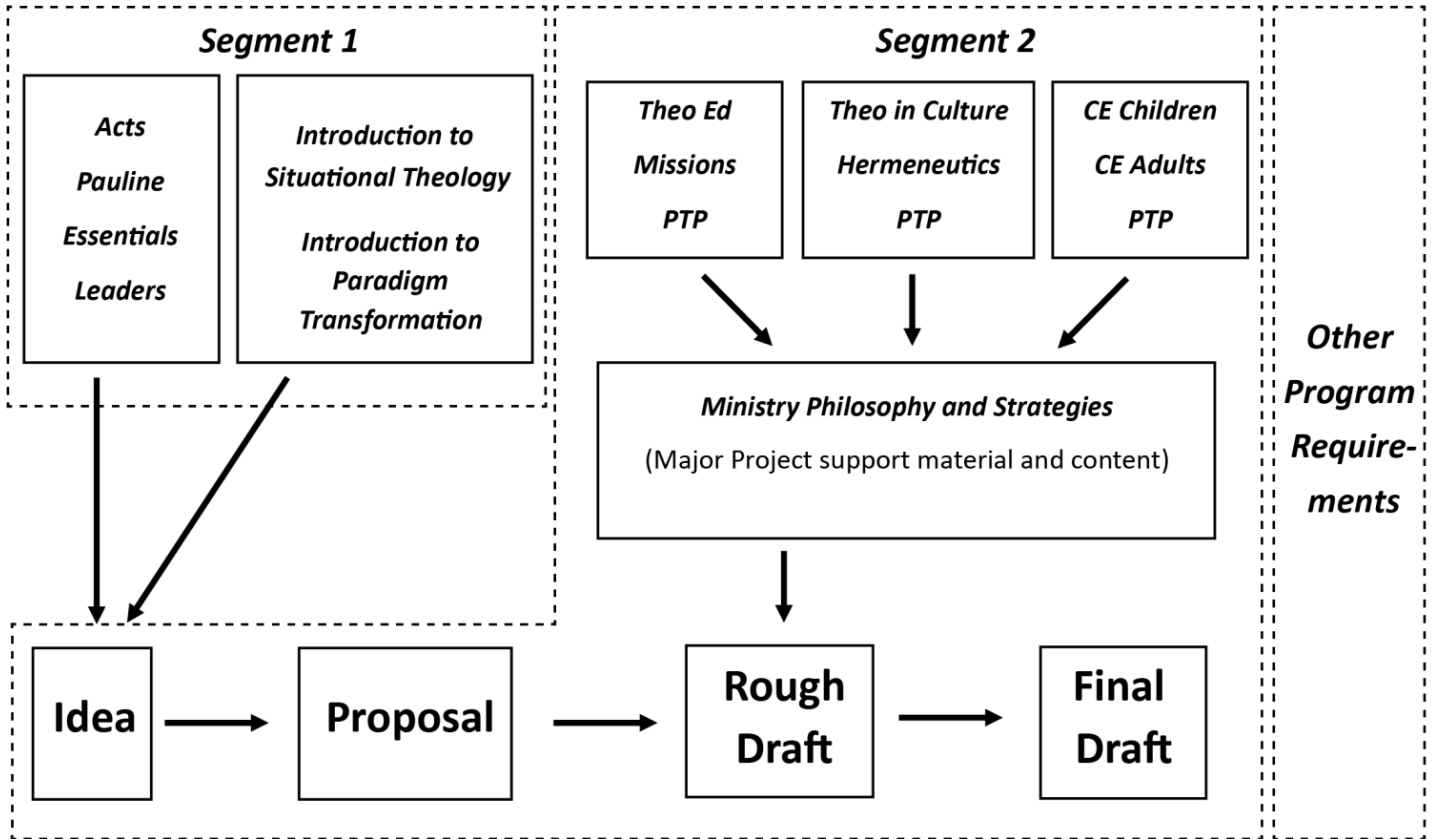 Segment 1
Acts
Pauline
Essentials
Leaders
Introduction to
Situational Theology
Introduction to
Paradigm
Transformation
Segment 2
Theo Ed
Missions
PTP
Theo in Culture
Hermeneutics
PTP
CE Children
CE Adults
PTP
Ministry Philosophy and Strategies
(Major Project support material and content)
Other
Program
Require-
ments
Idea
Proposal
Rough
Draft
Final
Draft